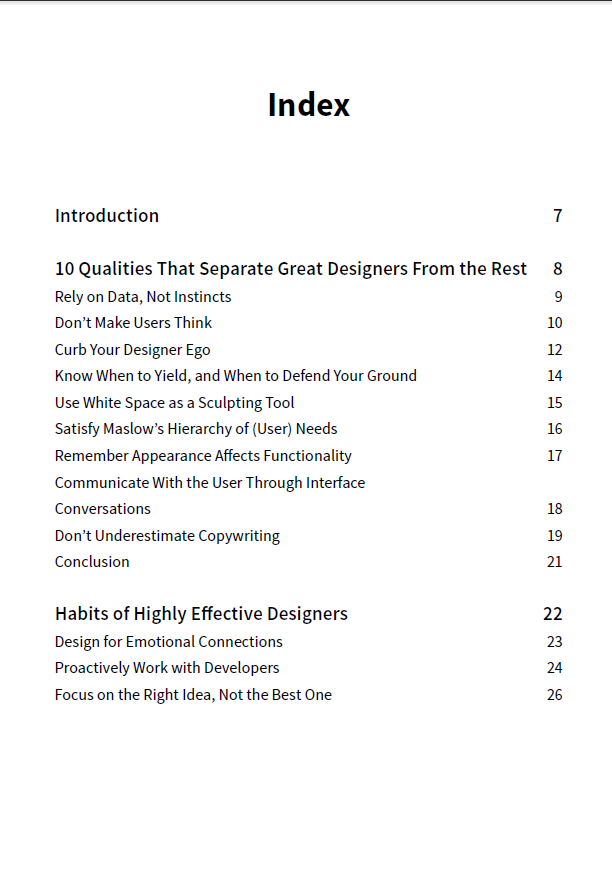 Index
Introduction 7
10 Qualities That Separate Great Designers From the Rest 8
Rely on Data, Not Instincts 9
Don’t Make Users Think 10
Curb Your Designer Ego 12
Know When to Yield, and When to Defend Your Ground 14
Use White Space as a Sculpting Tool 15
Satisfy Maslow’s Hierarchy of (User) Needs 16
Remember Appearance Affects Functionality 17
Communicate With the User Through Interface
Conversations 18
Don’t Underestimate Copywriting 19
Conclusion 21
Habits of Highly Effective Designers 22
Design for Emotional Connections 23
Proactively Work with Developers 24
Focus on the Right Idea, Not the Best One 26